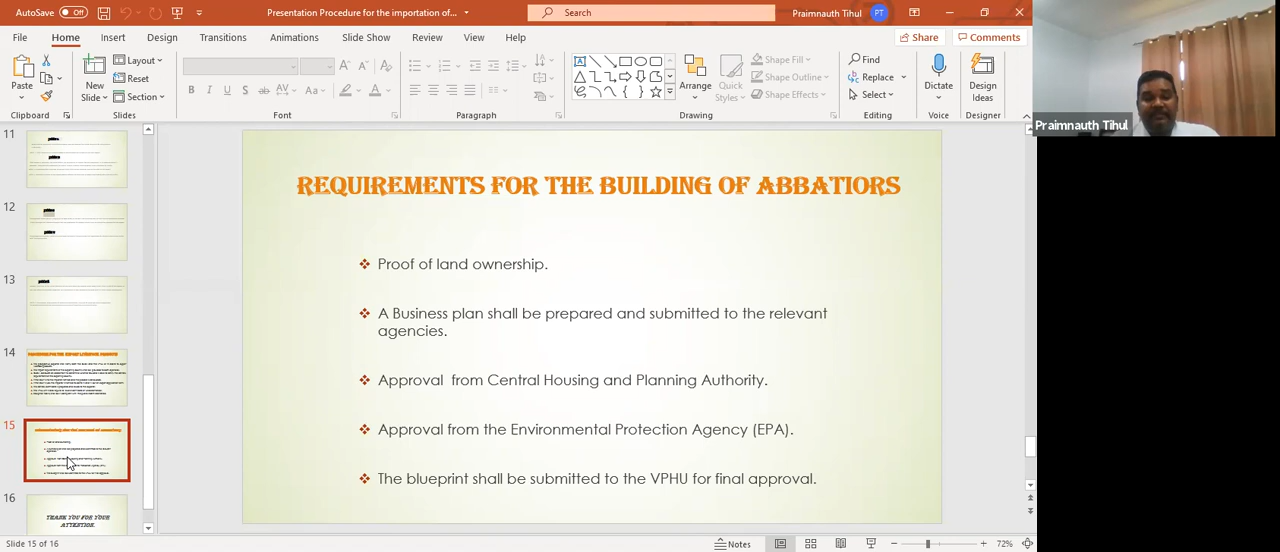 AutoSave Off Presentation Procedure for the importation of... Search Praimnauth Tihul PT
File Home Insert Design Transitions Animations Slide Show Review View Help Share Comments
Paste
Clipboard
New Slide
Layout
Reset
Section
Slides
B I U S ab AV Aa A
Font
Paragraph
Arrange
Quick Styles
Shape Fill
Shape Outline
Shape Effects
Drawing
Find
Replace
Select
Editing
Dictate
Voice
Design Ideas
Designer
Praimnauth Tihul
11
12
13
14
15
16
THANK YOU FOR YOUR
ATTENTION.
REQUIREMENTS FOR THE BUILDING OF ABBATIORS
❖ Proof of land ownership.
❖ A Business plan shall be prepared and submitted to the relevant
agencies.
❖ Approval from Central Housing and Planning Authority.
❖ Approval from the Environmental Protection Agency (EPA).
❖ The blueprint shall be submitted to the VPHU for final approval.
Slide 15 of 16 Notes 72%